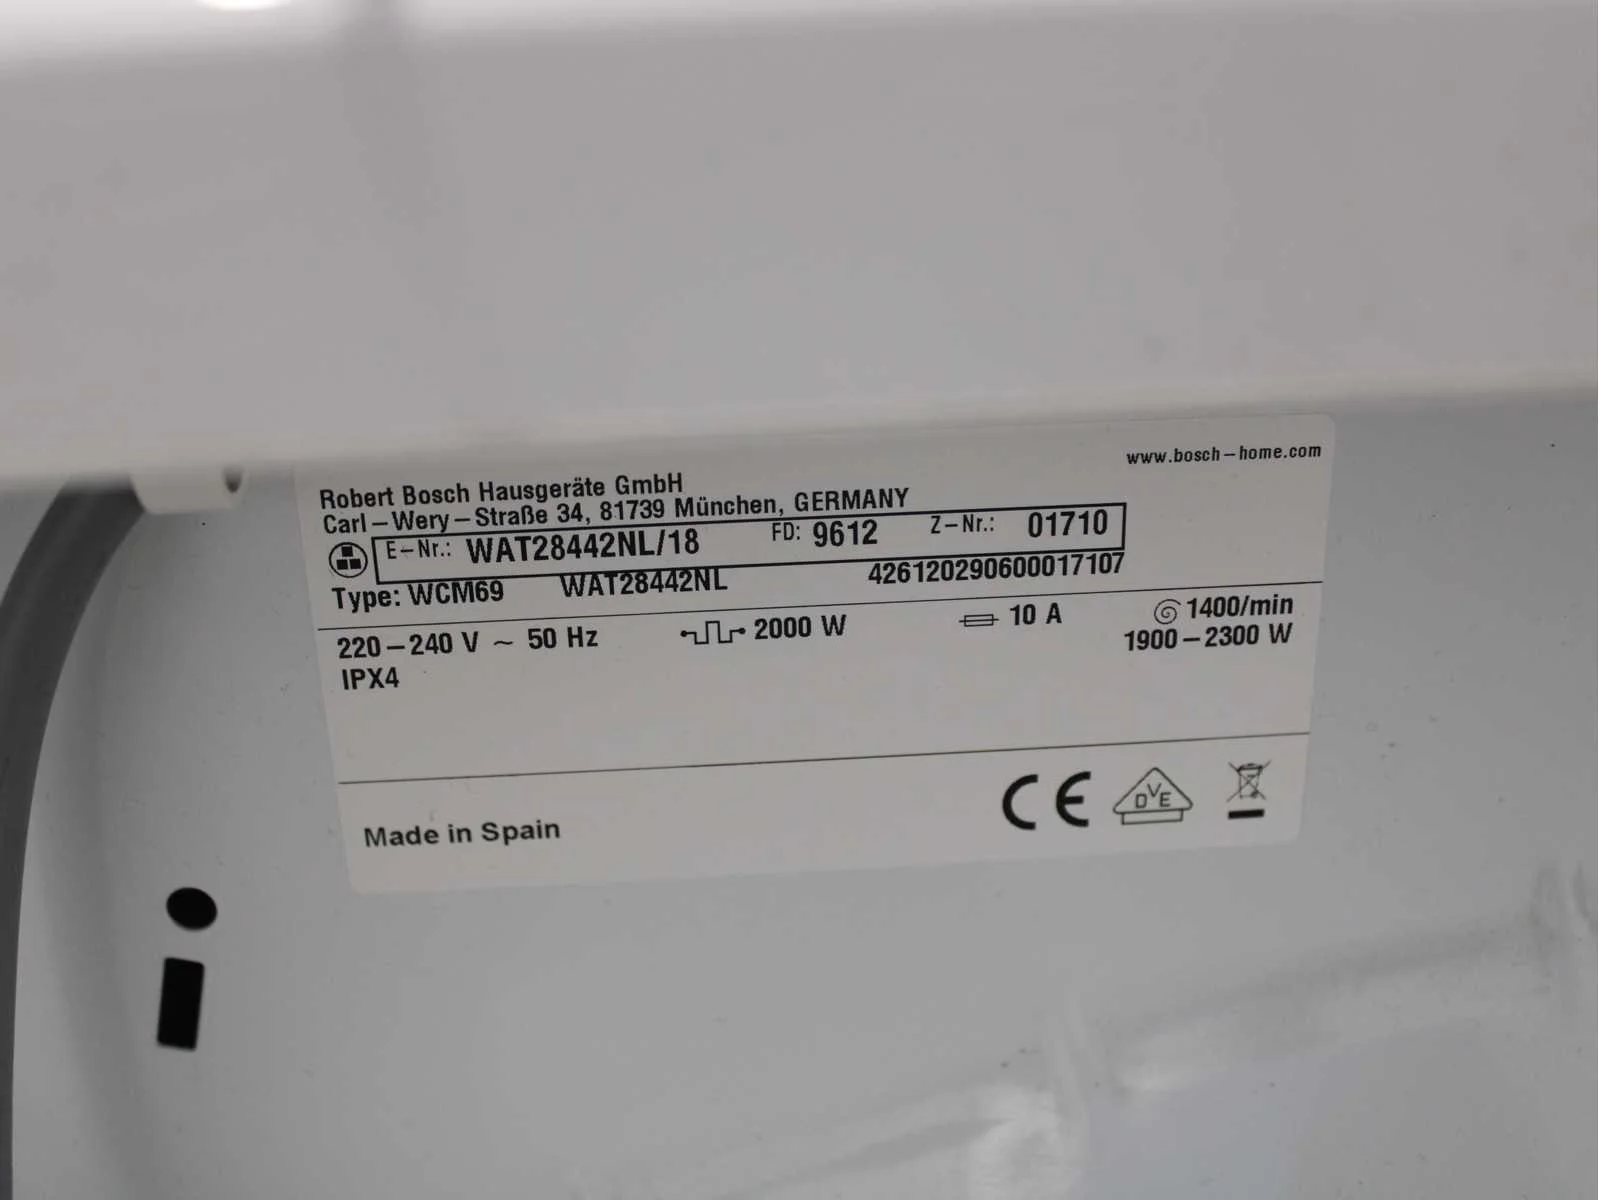 www.bosch-home.com
Robert Bosch Hausgeräte GmbH
Carl-Wery-Straße 34, 81739 München, GERMANY
E-Nr.: WAT28442NL/18 FD: 9612 Z-Nr.: 01710
Type: WCM69 WAT28442NL 426120290600017107
220-240 V ~ 50 Hz 2000 W 10 A 1400/min
IPX4 1900-2300 W
Made in Spain CE DVE